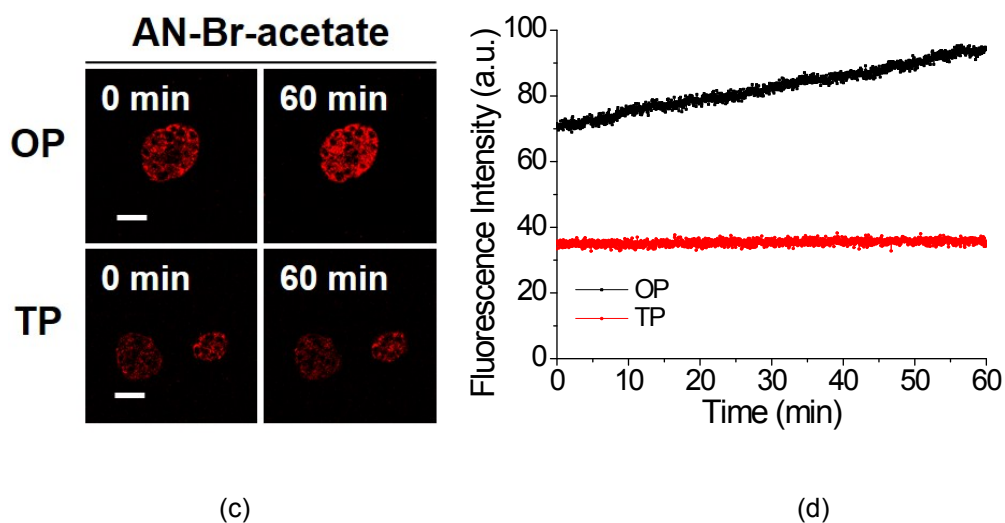 AN-Br-acetate
OP
0 min
60 min
TP
0 min
60 min
(c)
Fluorescence Intensity (a.u.)
100
80
60
40
20
0
OP
TP
0 10 20 30 40 50 60
Time (min)
(d)